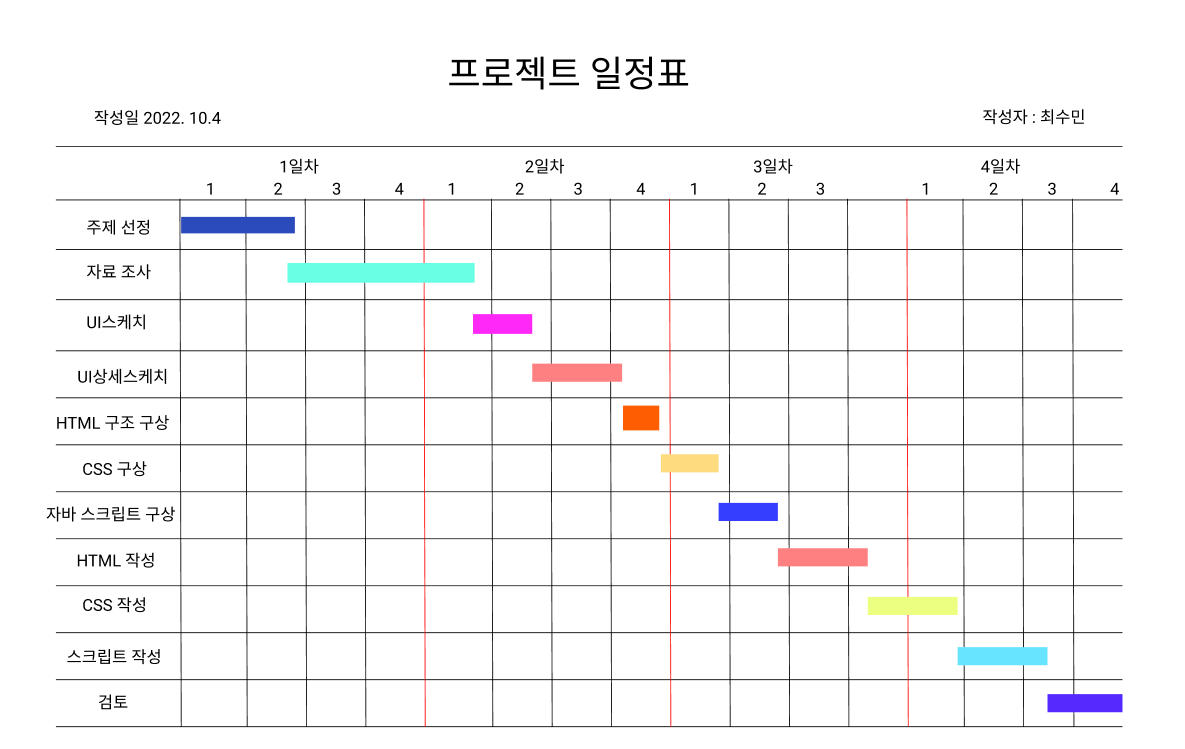 프로젝트 일정표
작성일 2022. 10.4
작성자 : 최수민
1일차 2일차 3일차 4일차
1 2 3 4 1 2 3 4 1 2 3 1 2 3 4
주제 선정
자료 조사
UI스케치
UI상세스케치
HTML 구조 구상
CSS 구상
자바 스크립트 구상
HTML 작성
CSS 작성
스크립트 작성
검토